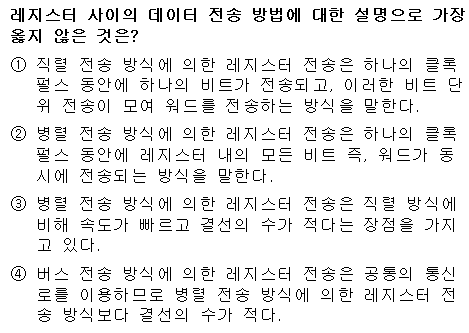 레지스터 사이의 데이터 전송 방법에 대한 설명으로 가장
옳지 않은 것은?
① 직렬 전송 방식에 의한 레지스터 전송은 하나의 클록
펄스 동안에 하나의 비트가 전송되고, 이러한 비트 단
위 전송이 모여 워드를 전송하는 방식을 말한다.
② 병렬 전송 방식에 의한 레지스터 전송은 하나의 클록
펄스 동안에 레지스터 내의 모든 비트 즉, 워드가 동
시에 전송되는 방식을 말한다.
③ 병렬 전송 방식에 의한 레지스터 전송은 직렬 방식에
비해 속도가 빠르고 결선의 수가 적다는 장점을 가지
고 있다.
④ 버스 전송 방식에 의한 레지스터 전송은 공통의 통신
로를 이용하므로 병렬 전송 방식에 의한 레지스터 전
송 방식보다 결선의 수가 적다.